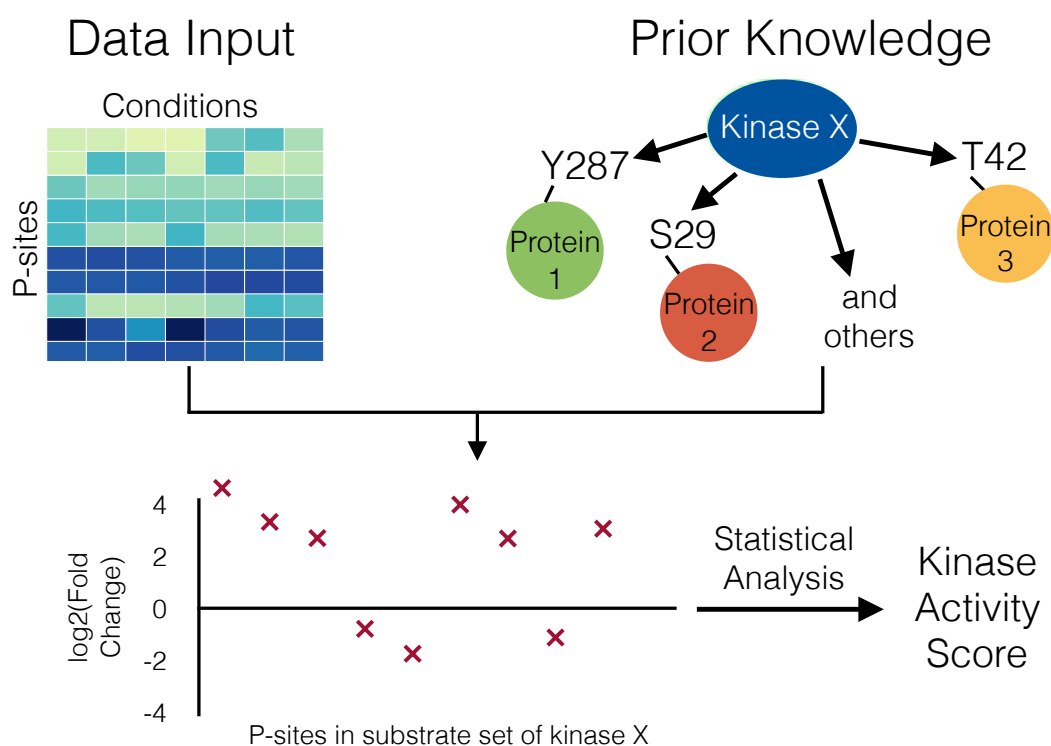 Data Input
Prior Knowledge
Conditions
P-sites
Kinase X
Y287
Protein
1
S29
Protein
2
T42
Protein
3
and
others
4
2
0
-2
-4
log2(Fold
Change)
P-sites in substrate set of kinase X
Statistical
Analysis
Kinase
Activity
Score